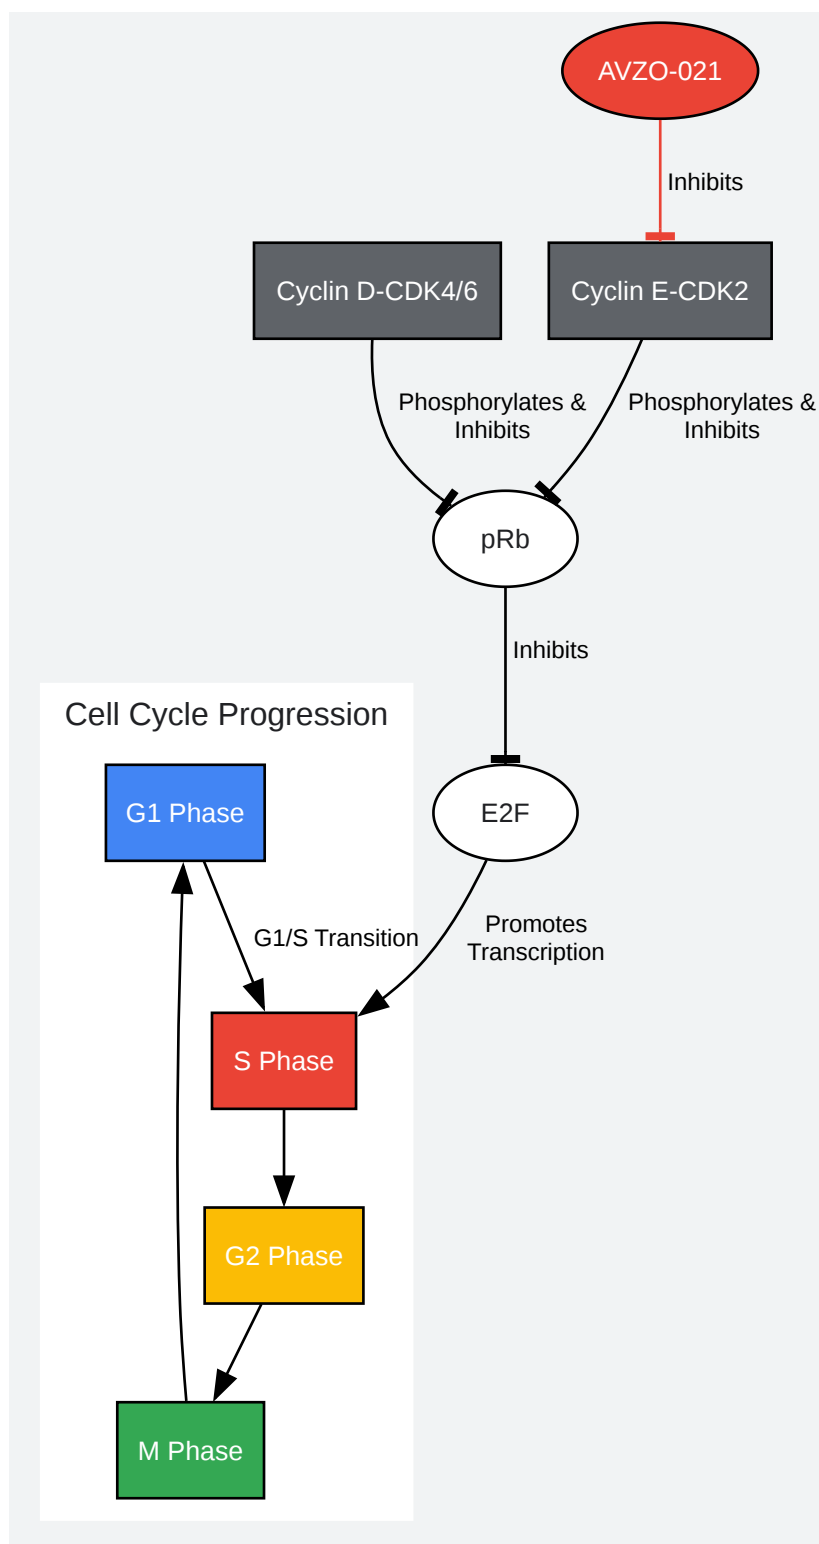 AVZO-021
Inhibits
Cyclin D-CDK4/6
Cyclin E-CDK2
Phosphorylates &
Inhibits
Phosphorylates &
Inhibits
pRb
Inhibits
Cell Cycle Progression
G1 Phase
E2F
G1/S Transition
Promotes
Transcription
S Phase
G2 Phase
M Phase